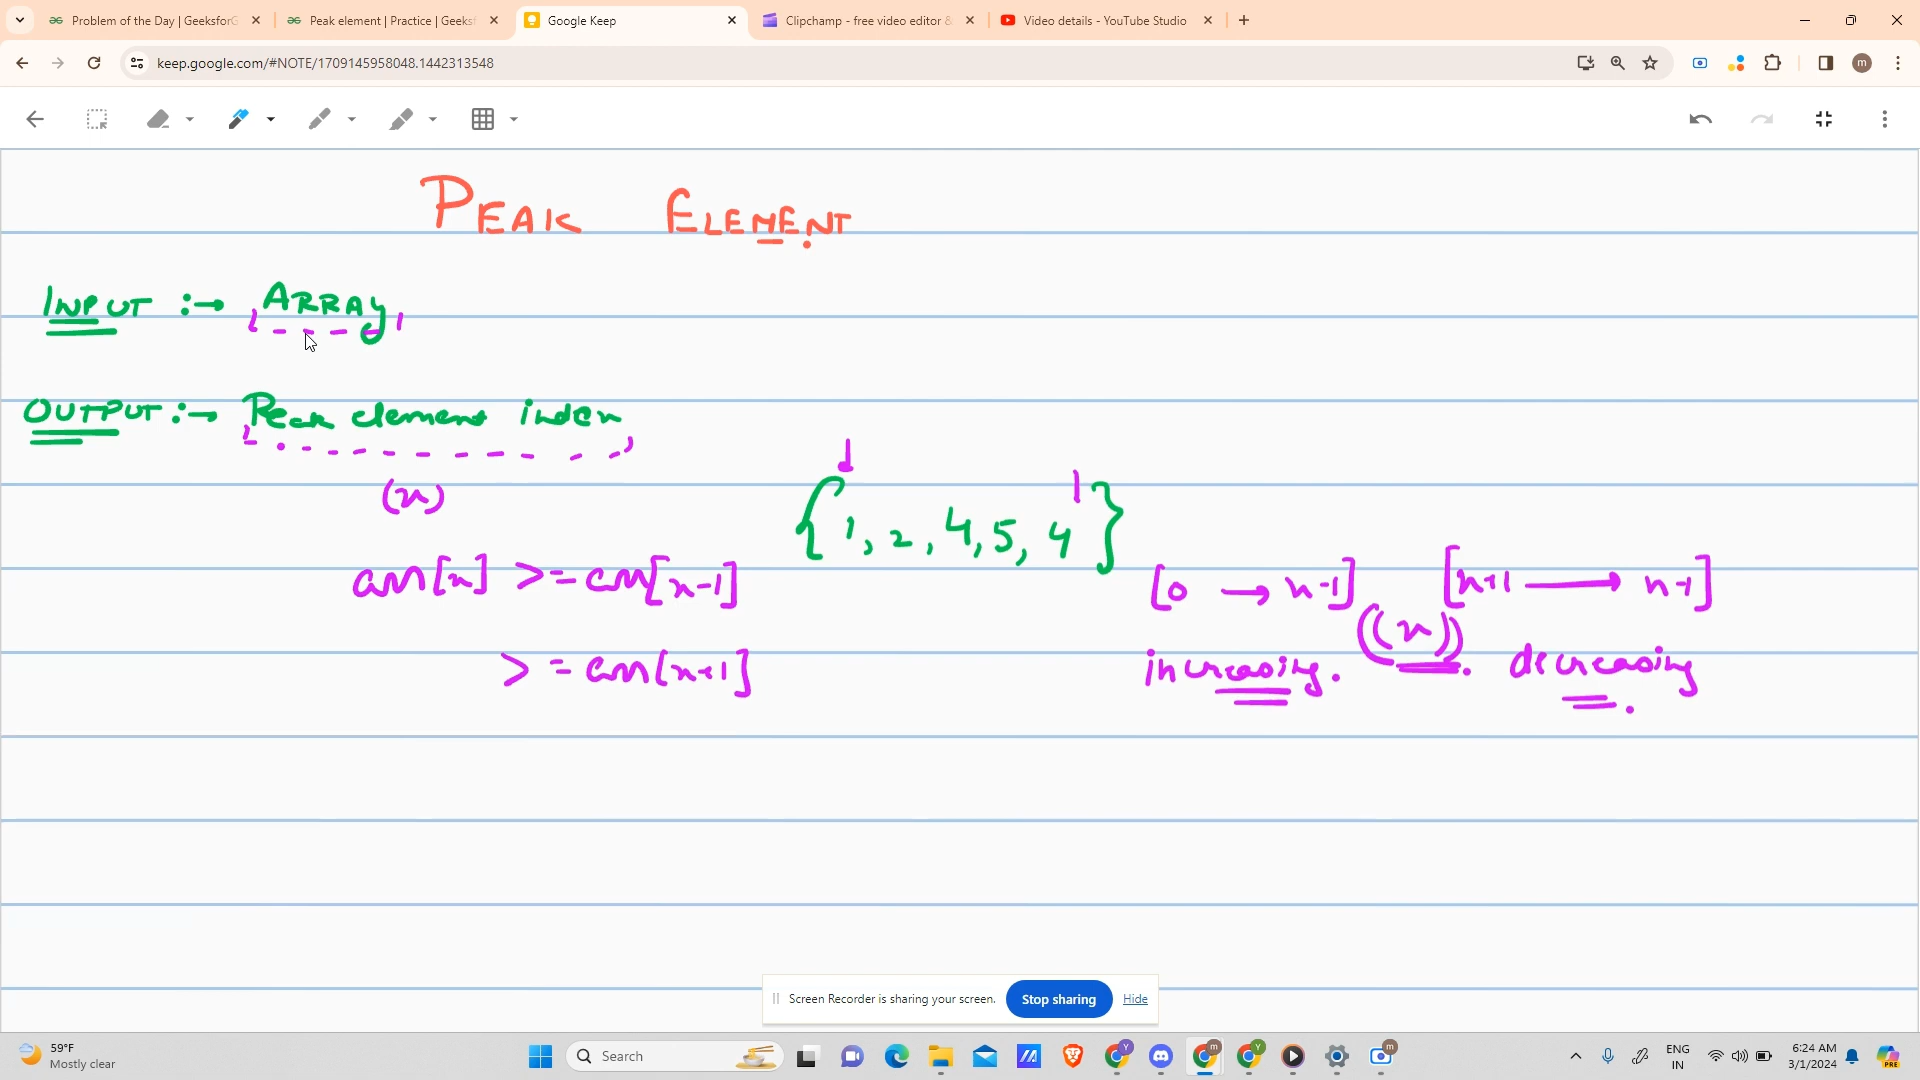 Problem of the Day | GeeksforG
Peak element | Practice | Geeksf
Google Keep
Clipchamp - free video editor &
Video details - YouTube Studio
keep.google.com/#NOTE/1709145958048.1442313548
m
PEAK ELEMENT
INPUT :→ ARRAY
OUTPUT :→ Peak element index
(x)
{1, 2, 4, 5, 4}
arr[x] >= arr[x-1]
>= arr[x+1]
[0 → x-1] [x+1 → n-1]
((x))
increasing. decreasing
Screen Recorder is sharing your screen. Stop sharing Hide
59°F
Mostly clear
Search
ENG
IN
6:24 AM
3/1/2024
PRE